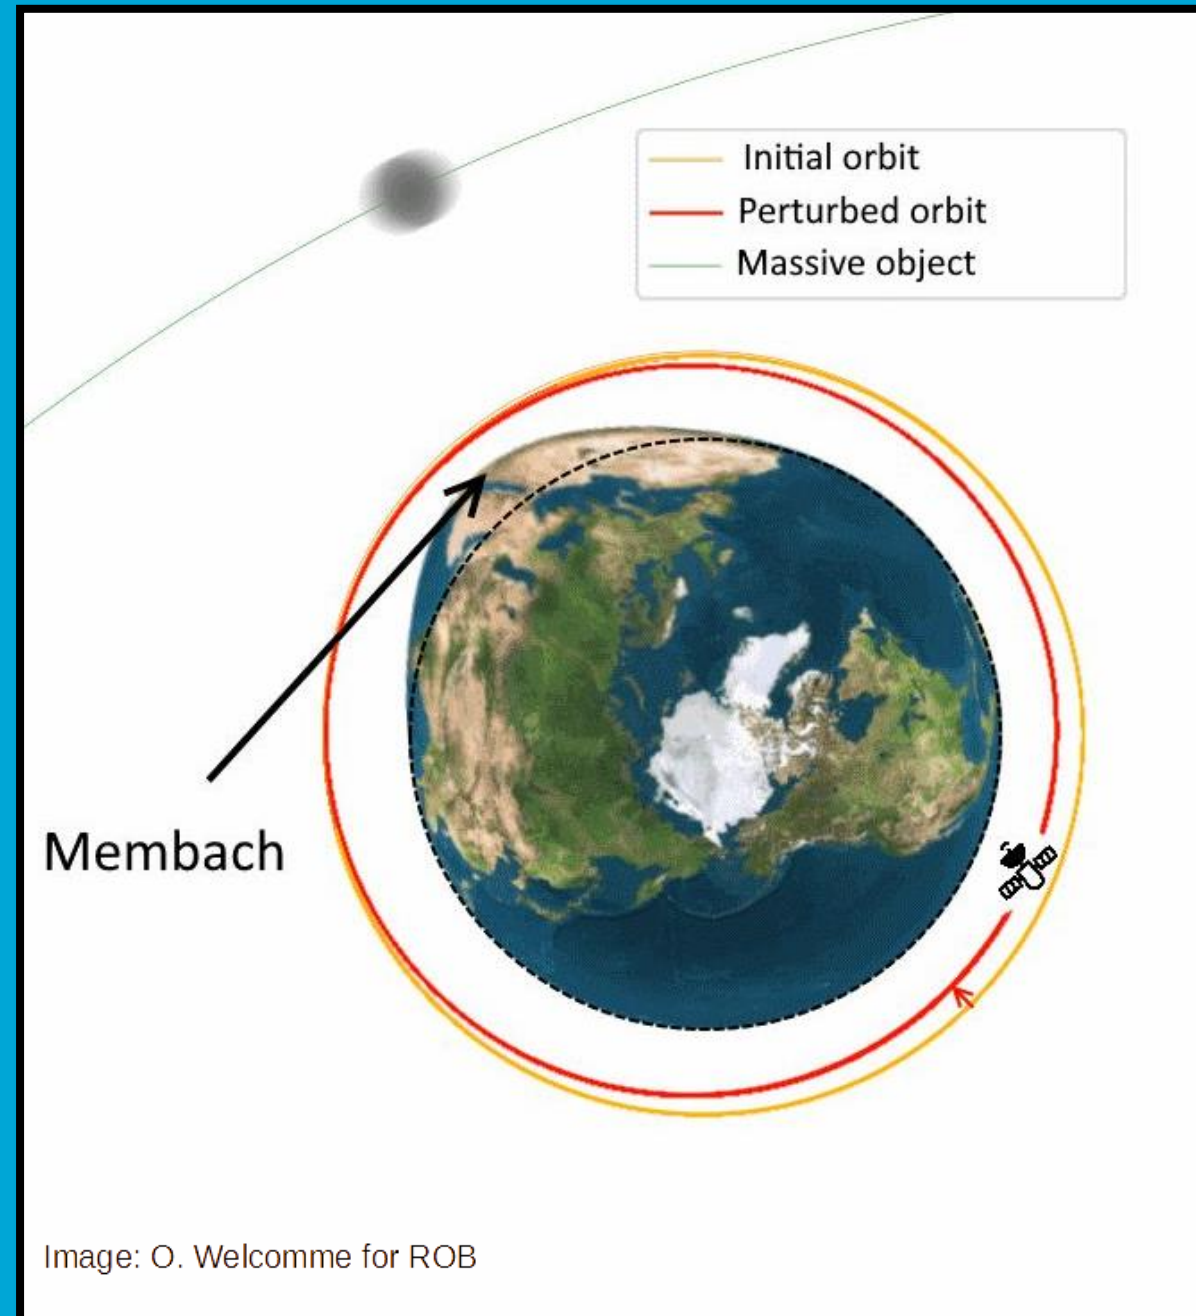 Initial orbit
Perturbed orbit
Massive object
Membach
Image: O. Welcomme for ROB